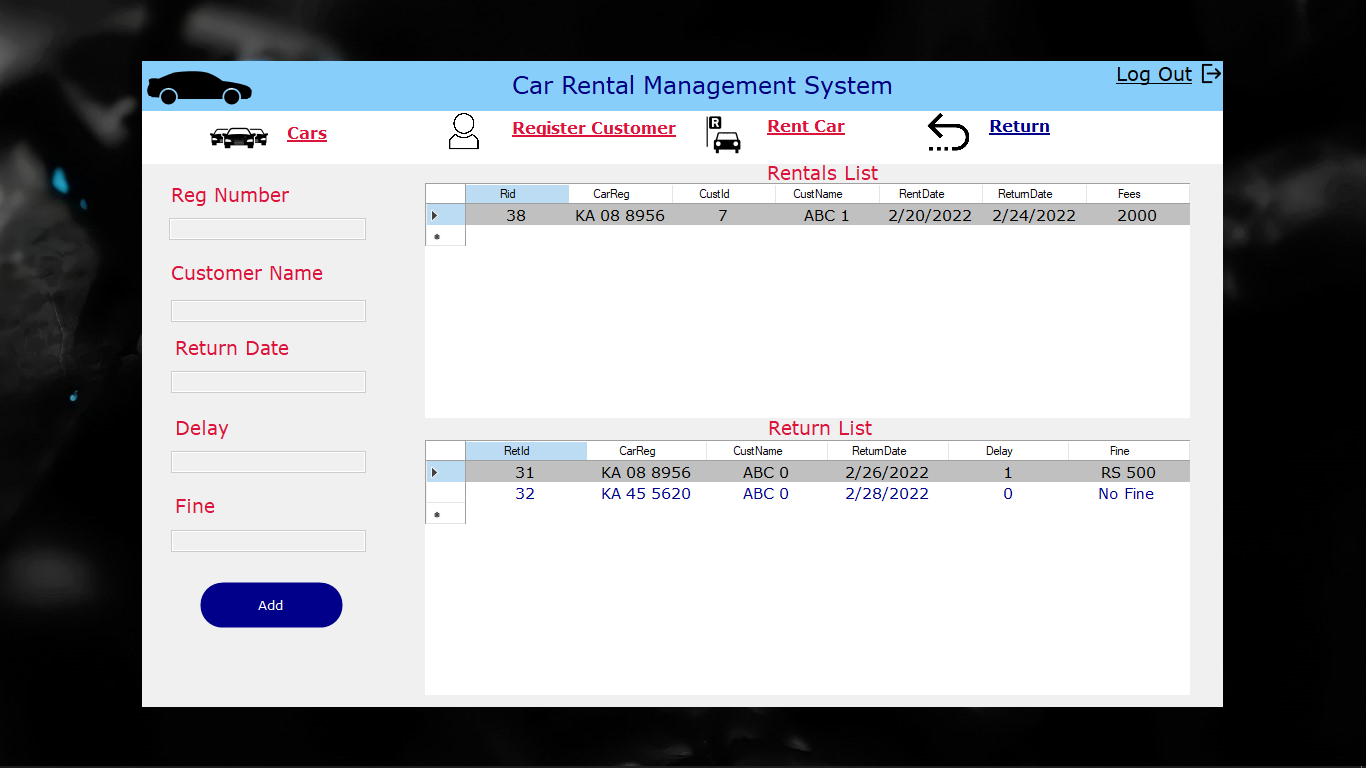 Car Rental Management System
Log Out
Cars
Register Customer
R
Rent Car
Return
Reg Number
Customer Name
Return Date
Delay
Fine
Add
Rentals List
Rid CarReg CustId CustName RentDate ReturnDate Fees
38 KA 08 8956 7 ABC 1 2/20/2022 2/24/2022 2000
Return List
RetId CarReg CustName ReturnDate Delay Fine
31 KA 08 8956 ABC 0 2/26/2022 1 RS 500
32 KA 45 5620 ABC 0 2/28/2022 0 No Fine